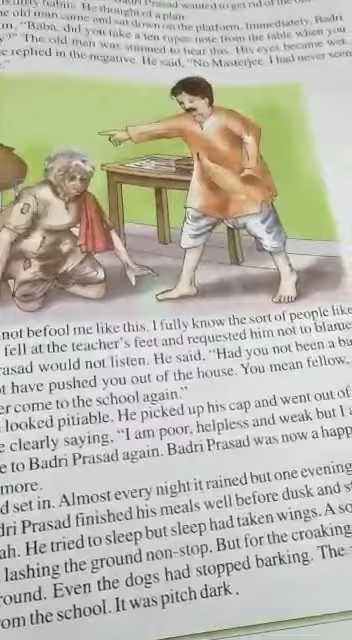 habits. He thought of a plan.
old man come and sat down on the platform. Immediately, Badri
"Baba, did you take a ten rupee note from the table when you
The old man was stunned to hear this. His eyes became wet.
replied in the negative. He said, "No Masterjee. I had never seen
not befool me like this. I fully know the sort of people like
fell at the teacher's feet and requested him not to blame
rasad would not listen. He said, "Had you not been a
have pushed you out of the house. You mean fellow,
er come to the school again."
looked pitiable. He picked up his cap and went out of
e clearly saying, "I am poor, helpless and weak but I
e to Badri Prasad again. Badri Prasad was now a happ
more.
d set in. Almost every night it rained but one evening
dri Prasad finished his meals well before dusk and s
ah. He tried to sleep but sleep had taken wings. A so
lashing the ground non-stop. But for the croaking
round. Even the dogs had stopped barking. The
om the school. It was pitch dark.